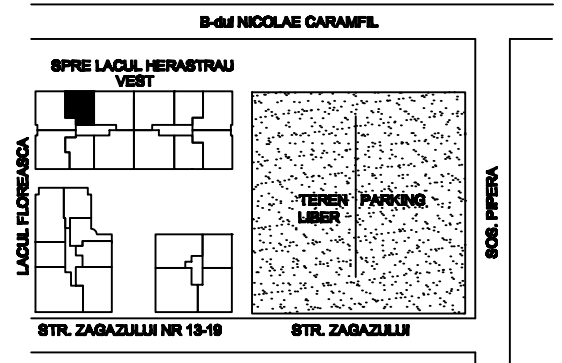 B-dul NICOLAE CARAMFIL
SPRE LACUL HERASTRAU
VEST
LACUL FLOREASCA
TEREN
LIBER
PARKING
SOS. PIPERA
STR. ZAGAZULUI NR 13-19
STR. ZAGAZULUI